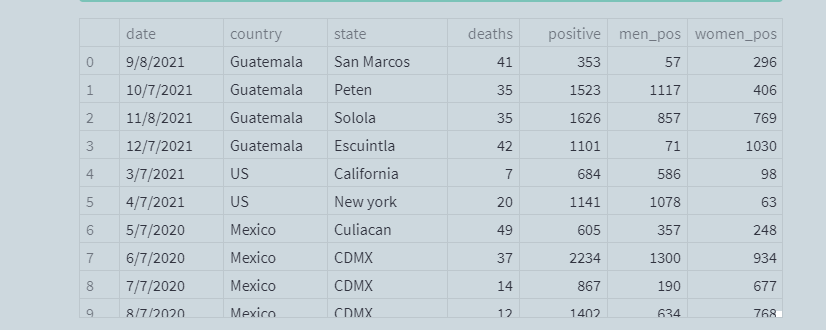 date country state deaths positive men_pos women_pos
0 9/8/2021 Guatemala San Marcos 41 353 57 296
1 10/7/2021 Guatemala Peten 35 1523 1117 406
2 11/8/2021 Guatemala Solola 35 1626 857 769
3 12/7/2021 Guatemala Escuintla 42 1101 71 1030
4 3/7/2021 US California 7 684 586 98
5 4/7/2021 US New york 20 1141 1078 63
6 5/7/2020 Mexico Culiacan 49 605 357 248
7 6/7/2020 Mexico CDMX 37 2234 1300 934
8 7/7/2020 Mexico CDMX 14 867 190 677
9 8/7/2020 Mexico CDMX 12 1402 634 768